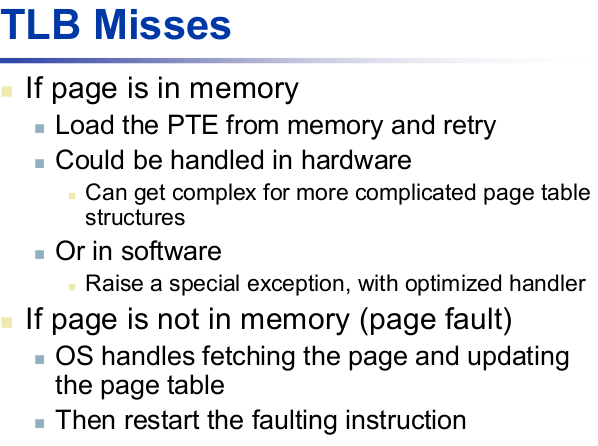 TLB Misses
If page is in memory
Load the PTE from memory and retry
Could be handled in hardware
Can get complex for more complicated page table
structures
Or in software
Raise a special exception, with optimized handler
If page is not in memory (page fault)
OS handles fetching the page and updating
the page table
Then restart the faulting instruction